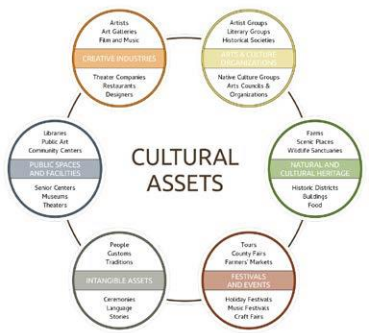 Artists
Art Galleries
Film and Music
CREATIVE INDUSTRIES
Theater Companies
Restaurants
Designers
Artist Groups
Literary Groups
Historical Societies
ARTS & CULTURE
ORGANIZATIONS
Native Culture Groups
Arts Councils &
Organizations
Libraries
Public Art
Community Centers
PUBLIC SPACES
AND FACILITIES
Senior Centers
Museums
Theaters
CULTURAL
ASSETS
Farms
Scenic Places
Wildlife Sanctuaries
NATURAL AND
CULTURAL HERITAGE
Historic Districts
Buildings
Food
People
Customs
Traditions
INTANGIBLE ASSETS
Ceremonies
Language
Stories
Tours
County Fairs
Farmers' Markets
FESTIVALS
AND EVENTS
Holiday Festivals
Music Festivals
Craft Fairs